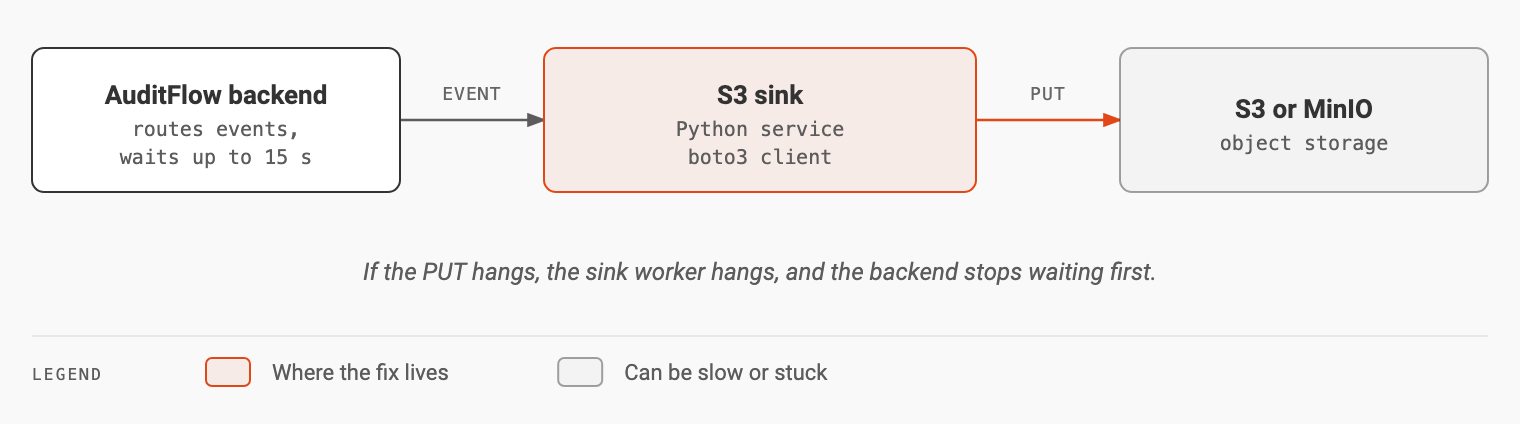 AuditFlow backend
routes events,
waits up to 15 s
EVENT
S3 sink
Python service
boto3 client
PUT
S3 or MinIO
object storage
If the PUT hangs, the sink worker hangs, and the backend stops waiting first.
LEGEND
Where the fix lives
Can be slow or stuck